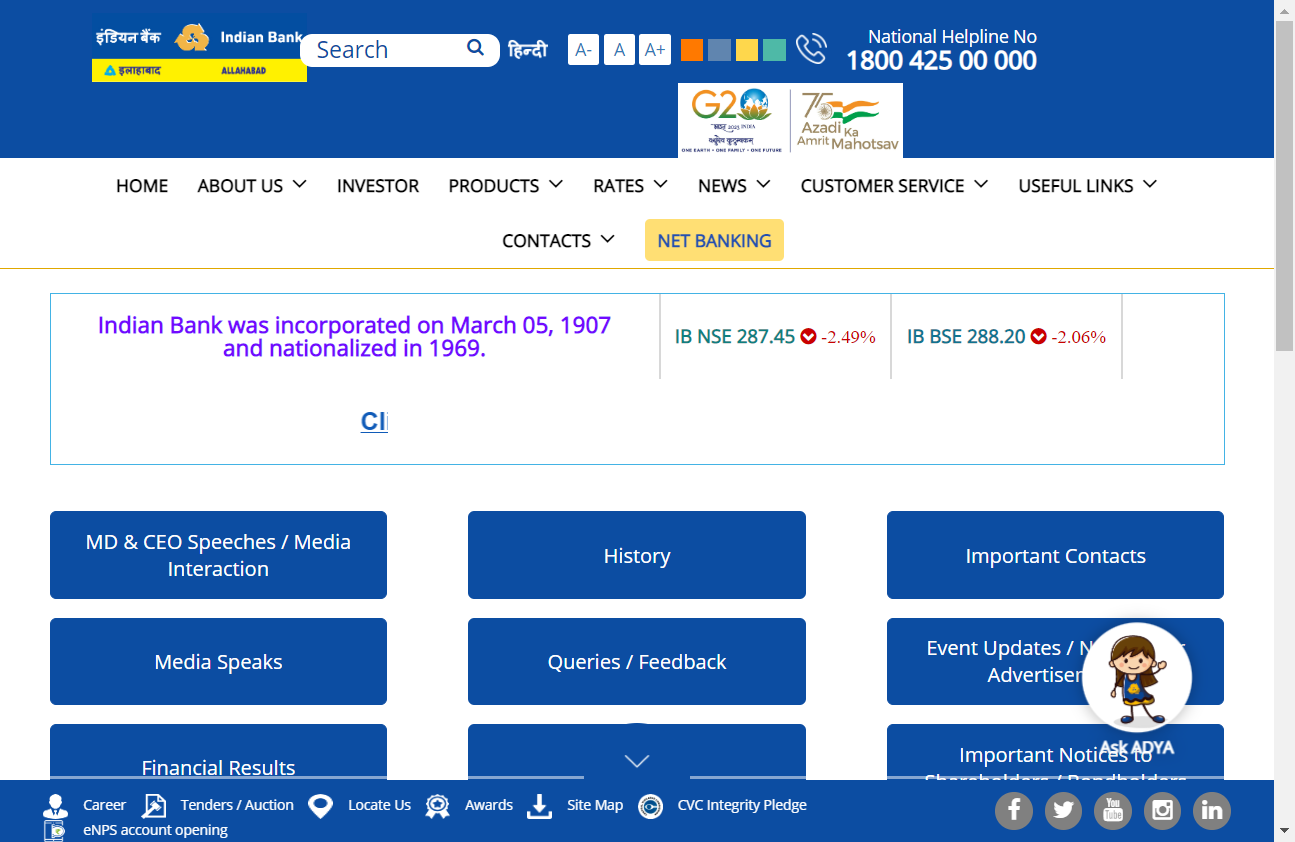 इंडियन बैंक Indian Bank
इलाहाबाद ALLAHABAD
Search
हिन्दी
A- A A+
National Helpline No
1800 425 00 000
G20
भारत 2023 INDIA
वसुधैव कुटुम्बकम्
ONE EARTH • ONE FAMILY • ONE FUTURE
75
Azadi Ka
Amrit Mahotsav
HOME ABOUT US INVESTOR PRODUCTS RATES NEWS CUSTOMER SERVICE USEFUL LINKS
CONTACTS NET BANKING
Indian Bank was incorporated on March 05, 1907
and nationalized in 1969.
IB NSE 287.45 -2.49% IB BSE 288.20 -2.06%
Cli
MD & CEO Speeches / Media
Interaction
History
Important Contacts
Media Speaks
Queries / Feedback
Event Updates / N
Advertise
Financial Results
Important Notices to
Shareholders / Bondholders
Ask ADYA
Career Tenders / Auction Locate Us Awards Site Map CVC Integrity Pledge
eNPS account opening
You
Tube